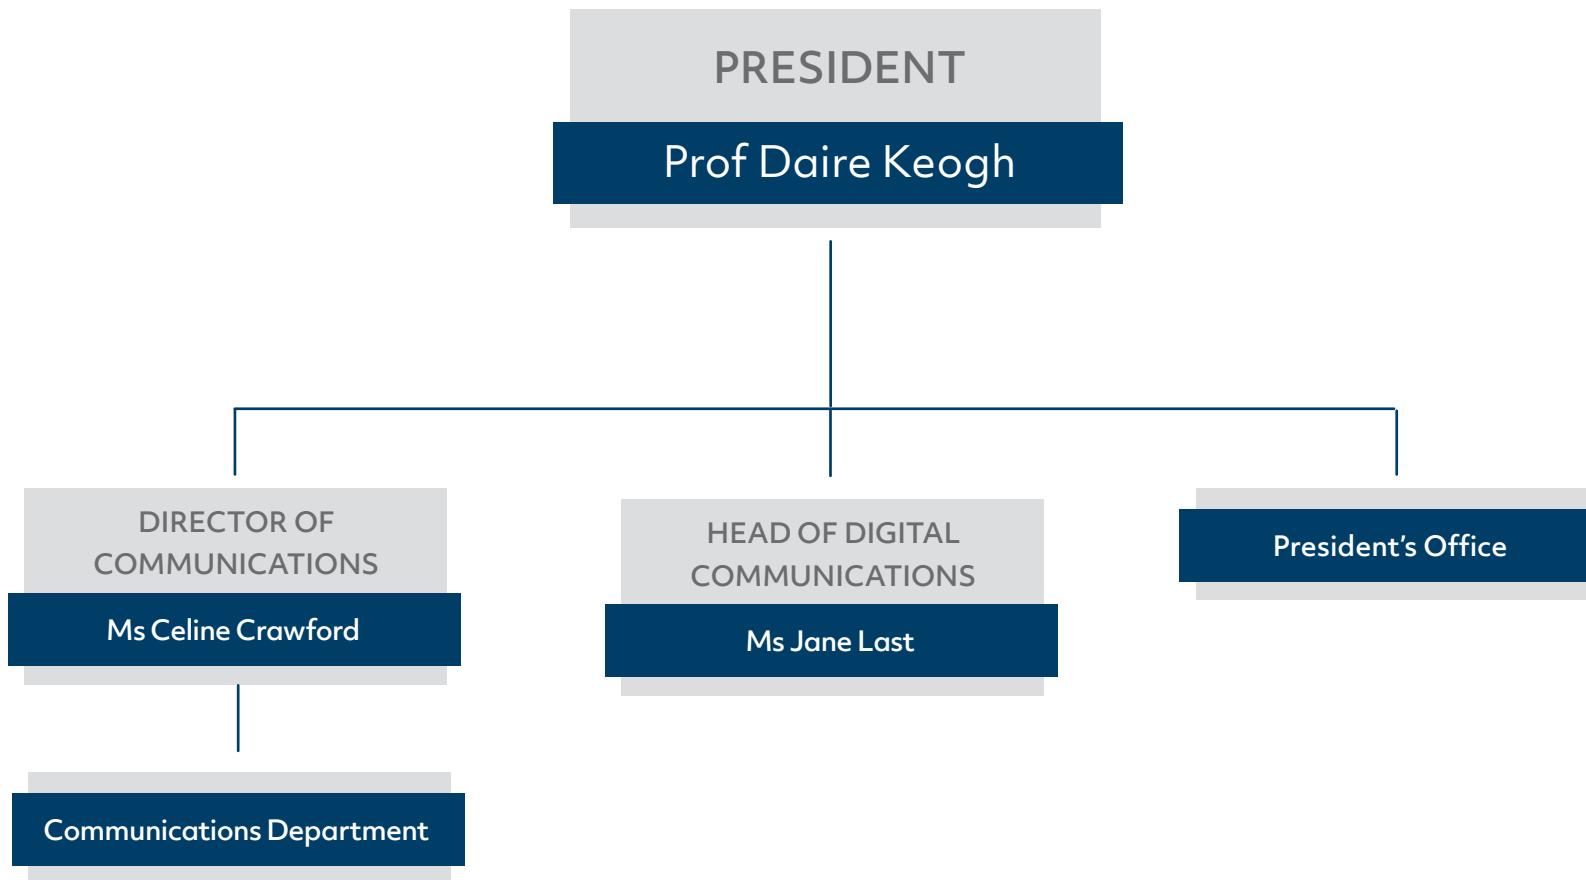 PRESIDENT
Prof Daire Keogh
DIRECTOR OF
COMMUNICATIONS
Ms Celine Crawford
HEAD OF DIGITAL
COMMUNICATIONS
Ms Jane Last
President’s Office
Communications Department